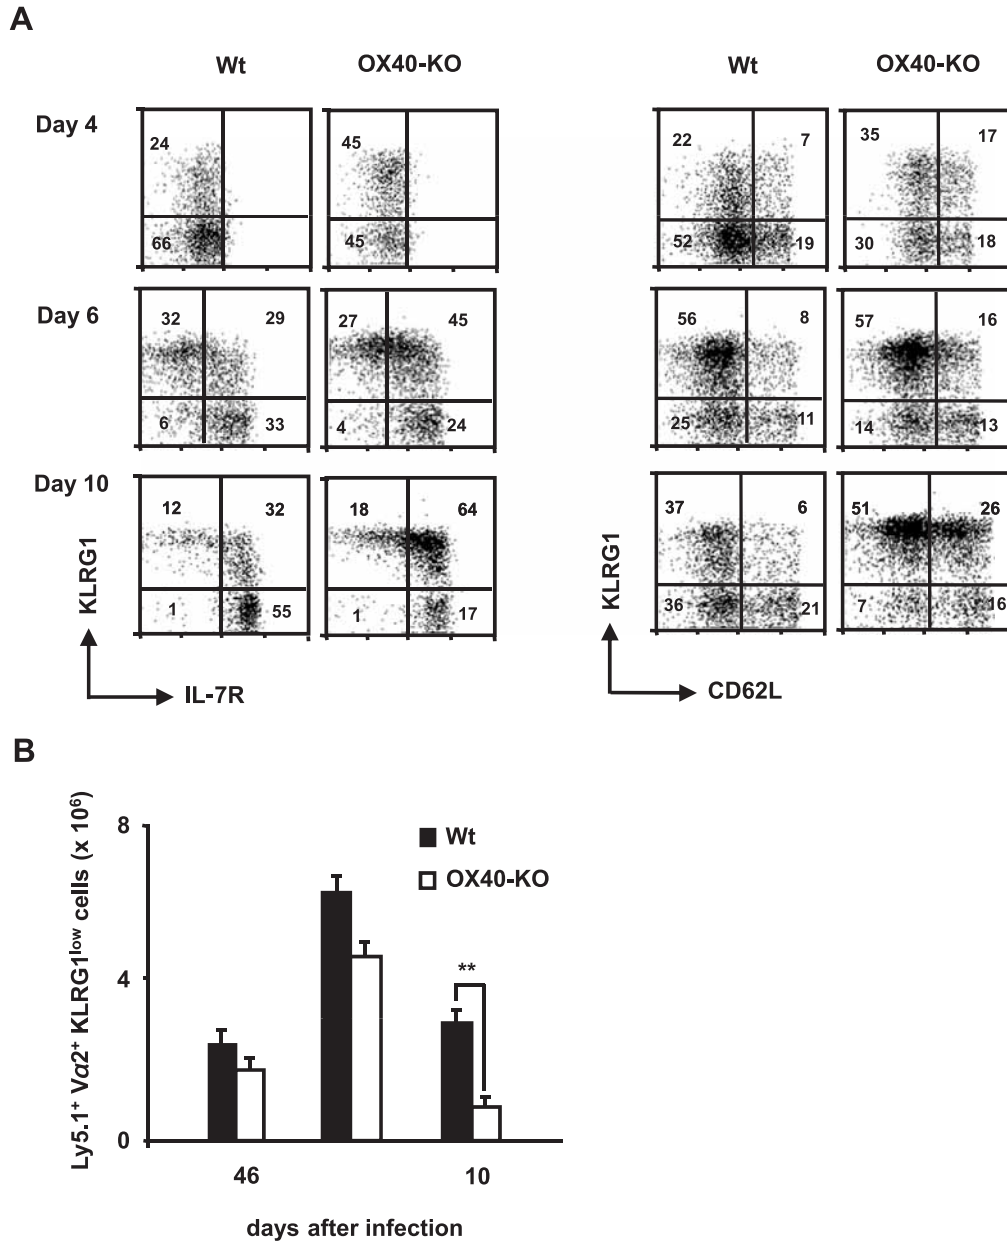 A
Wt OX40-KO Wt OX40-KO
Day 4
24 45 22 7 35 17
66 45 52 19 30 18
Day 6
32 29 27 45 56 8 57 16
6 33 4 24 25 11 14 13
Day 10
12 32 18 64 37 6 51 26
1 55 1 17 36 21 7 16
KLRG1 KLRG1
IL-7R CD62L
B
Ly5.1⁺ Vα2⁺ KLRG1ˡᵒʷ cells (x 10⁶)
8
4
0
Wt
OX40-KO
**
46 10
days after infection